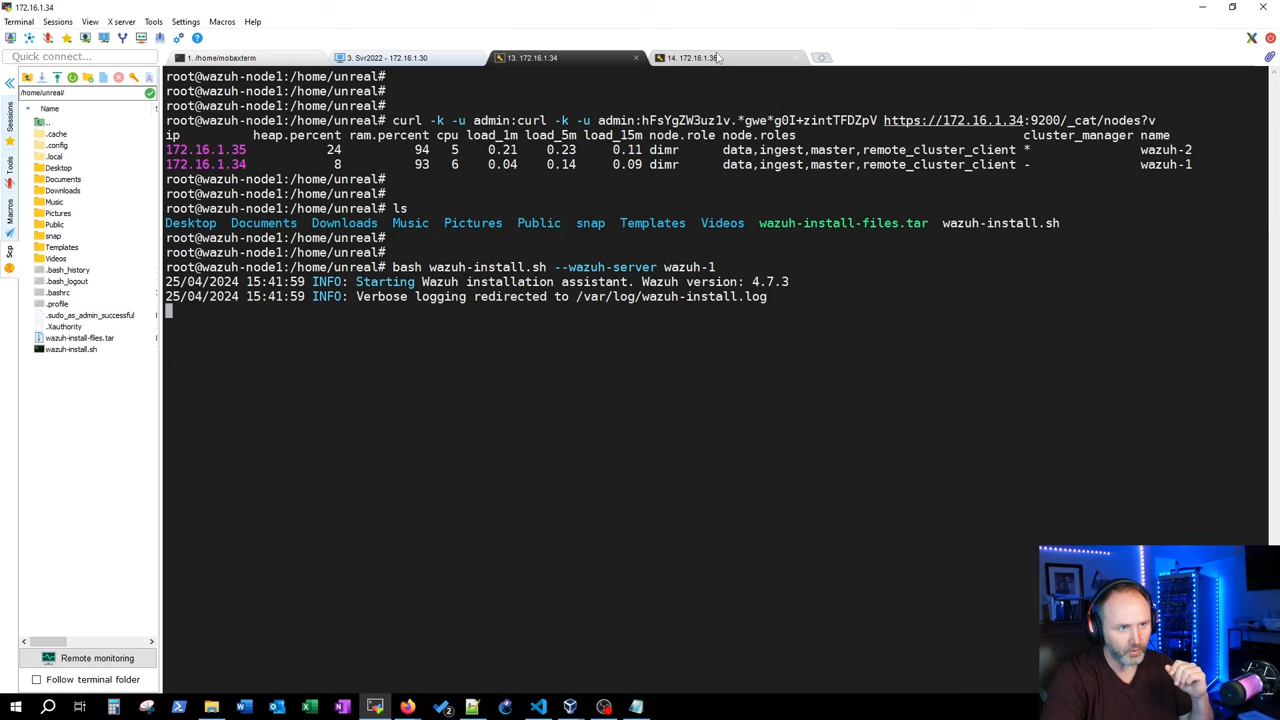 172.16.1.34
Terminal Sessions View X server Tools Settings Macros Help
Quick connect...
1. /home/mobaxterm
3. Svr2022 - 172.16.1.30
13. 172.16.1.34
14. 172.16.1.36
/home/unreal/
Name
..
.cache
.config
.local
Desktop
Documents
Downloads
Music
Pictures
Public
snap
Templates
Videos
.bash_history
.bash_logout
.bashrc
.profile
.sudo_as_admin_successful
.Xauthority
wazuh-install-files.tar
wazuh-install.sh
Sessions
Tools
Macros
Scp
Remote monitoring
Follow terminal folder
root@wazuh-node1:/home/unreal#
root@wazuh-node1:/home/unreal#
root@wazuh-node1:/home/unreal#
root@wazuh-node1:/home/unreal# curl -k -u admin:curl -k -u admin:hFsYgZW3uz1v.*gwe*g0I+zintTFDZpV https://172.16.1.34:9200/_cat/nodes?v
ip heap.percent ram.percent cpu load_1m load_5m load_15m node.role node.roles cluster_manager name
172.16.1.35 24 94 5 0.21 0.23 0.11 dimr data,ingest,master,remote_cluster_client * wazuh-2
172.16.1.34 8 93 6 0.04 0.14 0.09 dimr data,ingest,master,remote_cluster_client - wazuh-1
root@wazuh-node1:/home/unreal#
root@wazuh-node1:/home/unreal#
root@wazuh-node1:/home/unreal# ls
Desktop Documents Downloads Music Pictures Public snap Templates Videos wazuh-install-files.tar wazuh-install.sh
root@wazuh-node1:/home/unreal#
root@wazuh-node1:/home/unreal#
root@wazuh-node1:/home/unreal# bash wazuh-install.sh --wazuh-server wazuh-1
25/04/2024 15:41:59 INFO: Starting Wazuh installation assistant. Wazuh version: 4.7.3
25/04/2024 15:41:59 INFO: Verbose logging redirected to /var/log/wazuh-install.log